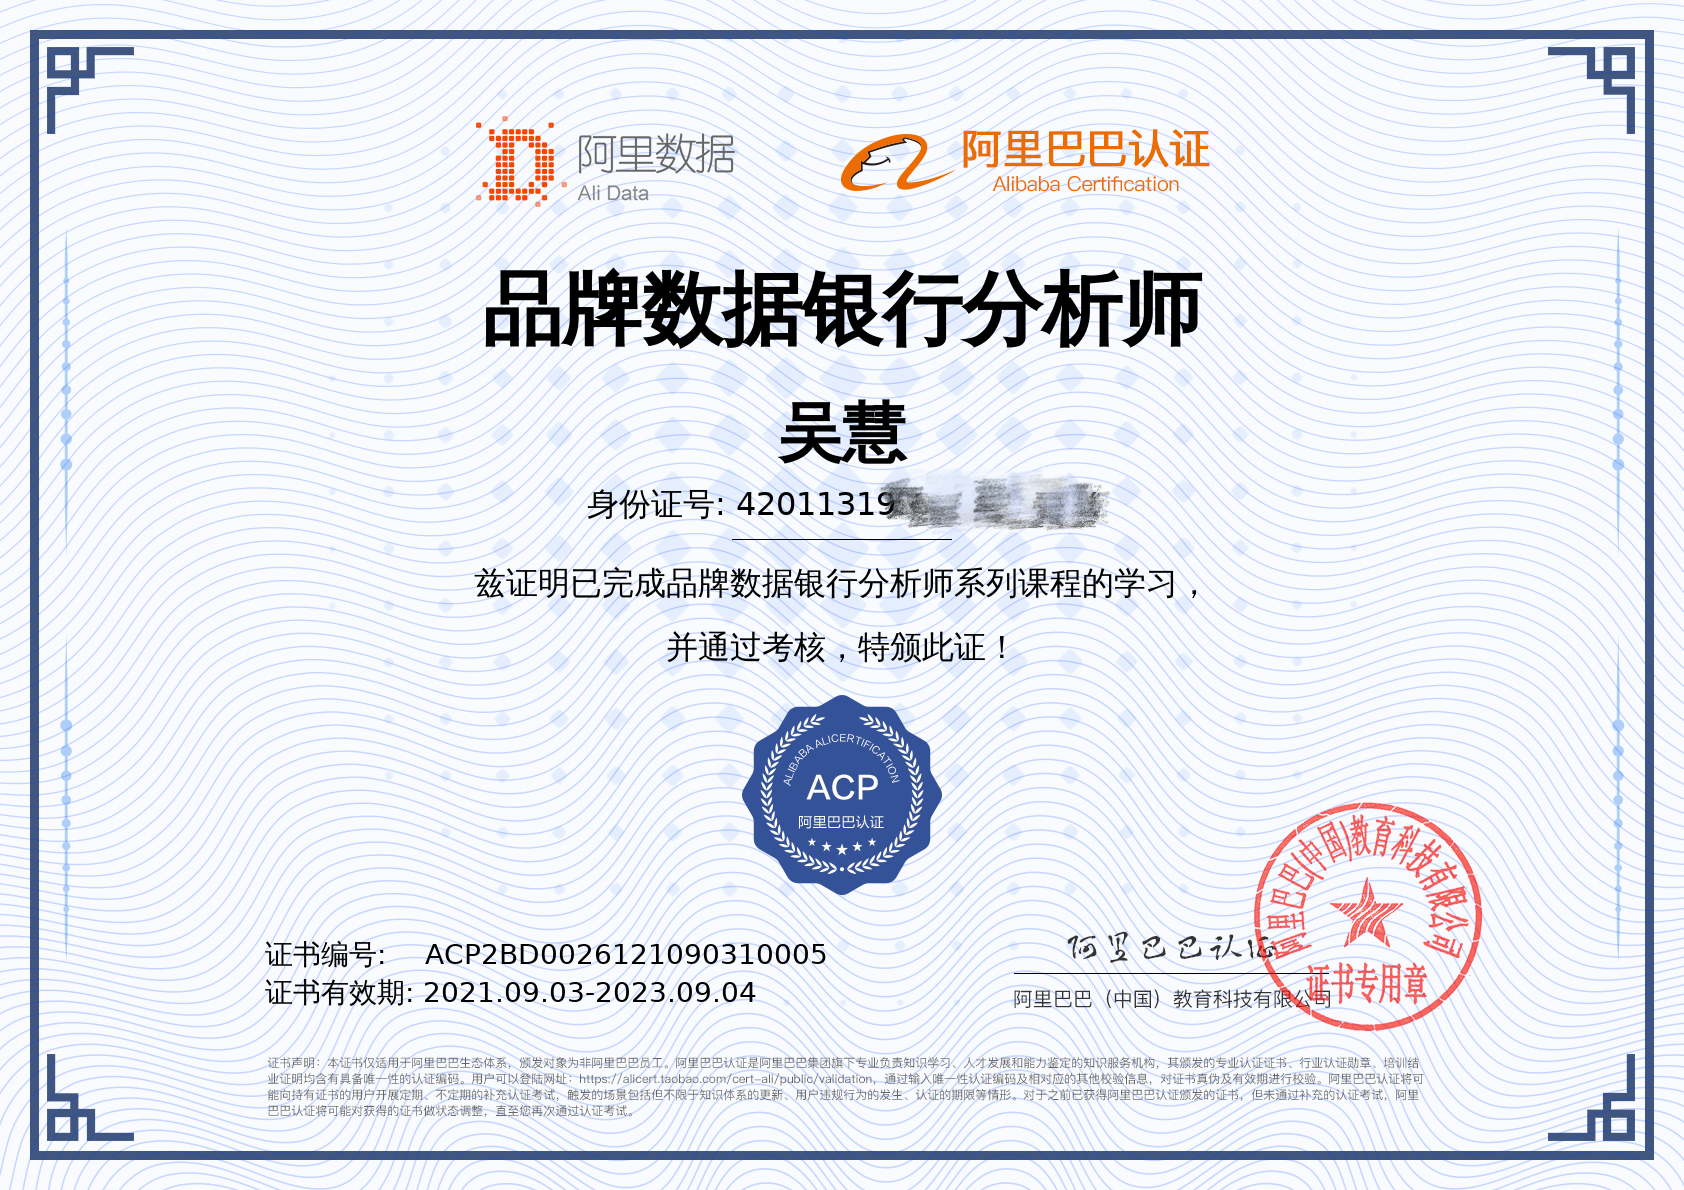 阿里数据
Ali Data
阿里巴巴认证
Alibaba Certification
品牌数据银行分析师
吴慧
身份证号: 42011319
兹证明已完成品牌数据银行分析师系列课程的学习，
并通过考核，特颁此证！
ALIBABA ALICERTIFICATION
ACP
阿里巴巴认证
证书编号: ACP2BD0026121090310005
证书有效期: 2021.09.03-2023.09.04
阿里巴巴认证
阿里巴巴（中国）教育科技有限公司
阿里巴巴(中国)教育科技有限公司
证书专用章
证书声明：本证书仅适用于阿里巴巴生态体系，颁发对象为非阿里巴巴员工。阿里巴巴认证是阿里巴巴集团旗下专业负责知识学习、人才发展和能力鉴定的知识服务机构，其颁发的专业认证证书、行业认证勋章、培训结
业证明均含有具备唯一性的认证编码。用户可以登陆网址：https://alicert.taobao.com/cert-ali/public/validation，通过输入唯一性认证编码及相对应的其他校验信息，对证书真伪及有效期进行校验。阿里巴巴认证将可
能向持有证书的用户开展定期、不定期的补充认证考试，触发的场景包括但不限于知识体系的更新、用户违规行为的发生、认证的期限等情形。对于之前已获得阿里巴巴认证颁发的证书，但未通过补充的认证考试，阿里
巴巴认证将可能对获得的证书做状态调整，直至您再次通过认证考试。